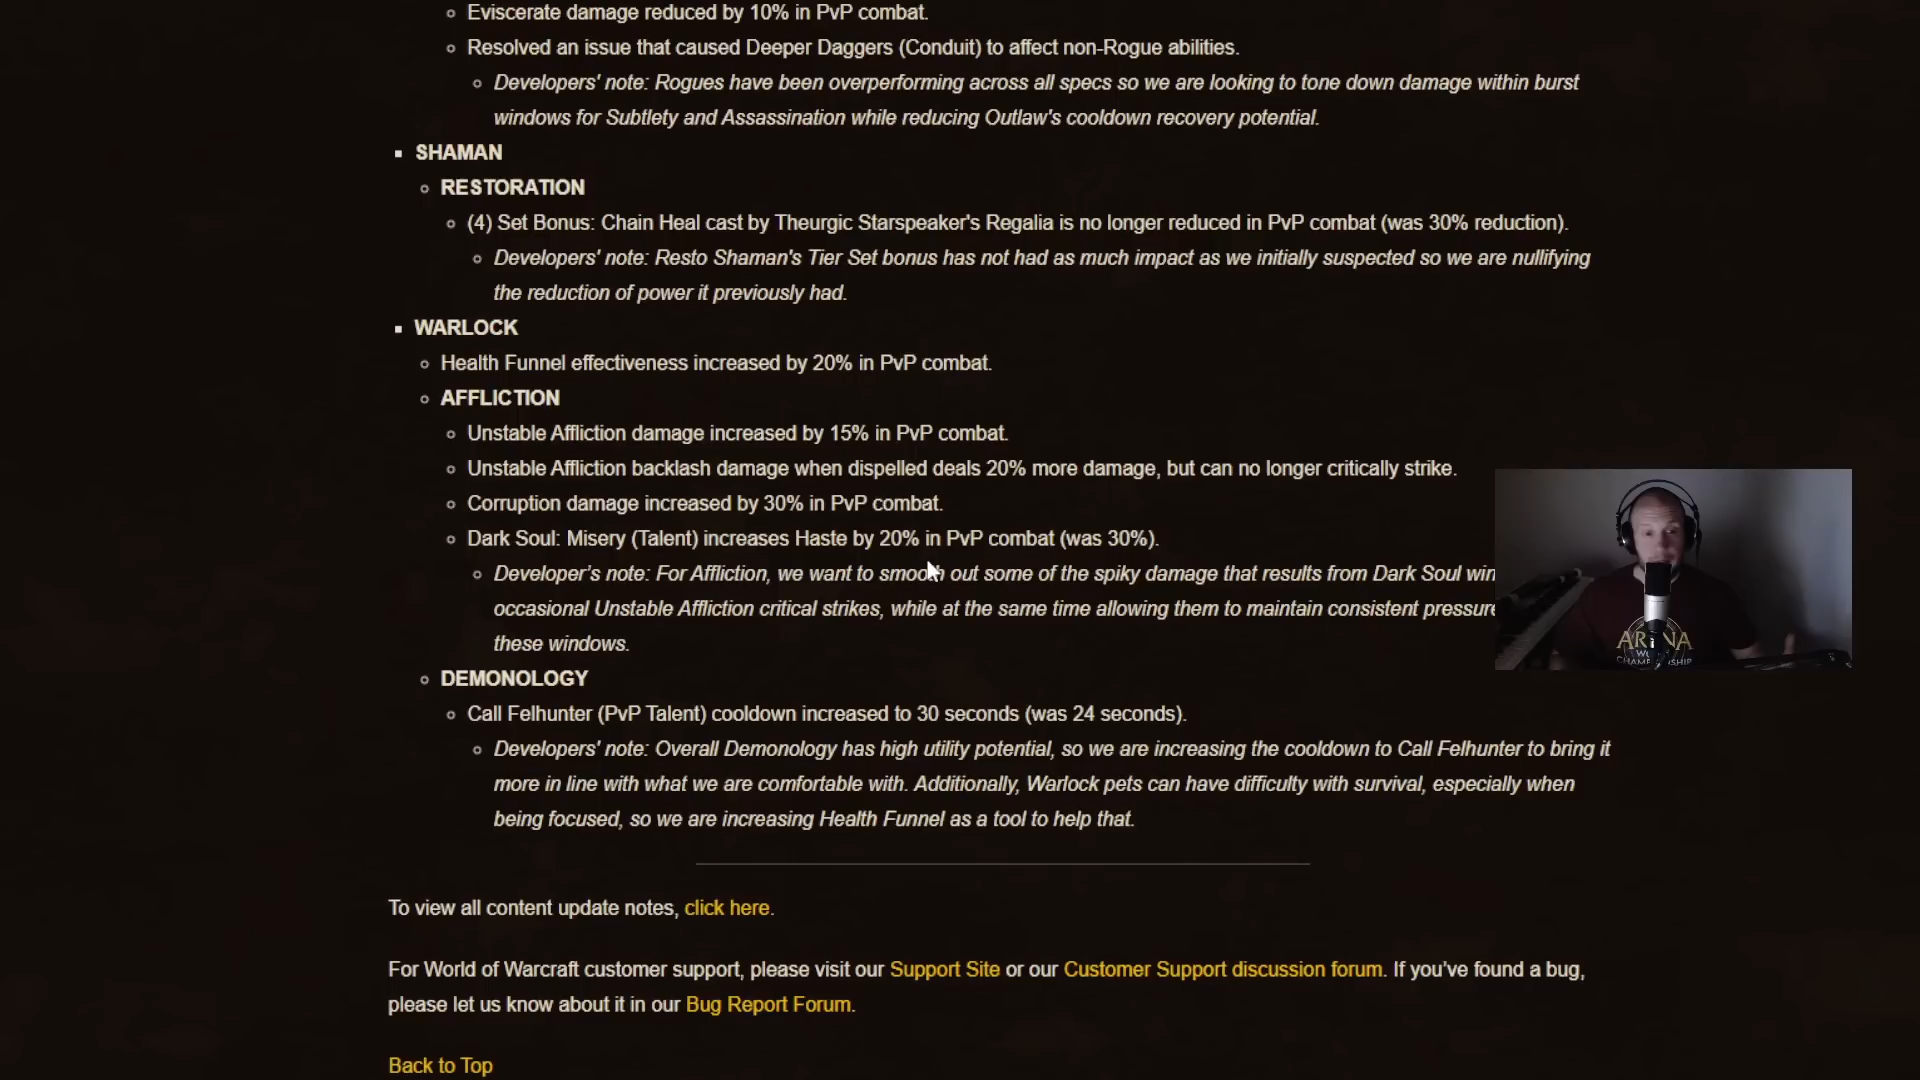 Eviscerate damage reduced by 10% in PvP combat.
Resolved an issue that caused Deeper Daggers (Conduit) to affect non-Rogue abilities.
Developers' note: Rogues have been overperforming across all specs so we are looking to tone down damage within burst
windows for Subtlety and Assassination while reducing Outlaw's cooldown recovery potential.
SHAMAN
RESTORATION
(4) Set Bonus: Chain Heal cast by Theurgic Starspeaker's Regalia is no longer reduced in PvP combat (was 30% reduction).
Developers' note: Resto Shaman's Tier Set bonus has not had as much impact as we initially suspected so we are nullifying
the reduction of power it previously had.
WARLOCK
Health Funnel effectiveness increased by 20% in PvP combat.
AFFLICTION
Unstable Affliction damage increased by 15% in PvP combat.
Unstable Affliction backlash damage when dispelled deals 20% more damage, but can no longer critically strike.
Corruption damage increased by 30% in PvP combat.
Dark Soul: Misery (Talent) increases Haste by 20% in PvP combat (was 30%).
Developer's note: For Affliction, we want to smooth out some of the spiky damage that results from Dark Soul win
occasional Unstable Affliction critical strikes, while at the same time allowing them to maintain consistent pressure
these windows.
ARENA
WORLD
CHAMPIONSHIP
DEMONOLOGY
Call Felhunter (PvP Talent) cooldown increased to 30 seconds (was 24 seconds).
Developers' note: Overall Demonology has high utility potential, so we are increasing the cooldown to Call Felhunter to bring it
more in line with what we are comfortable with. Additionally, Warlock pets can have difficulty with survival, especially when
being focused, so we are increasing Health Funnel as a tool to help that.
To view all content update notes, click here.
For World of Warcraft customer support, please visit our Support Site or our Customer Support discussion forum. If you've found a bug,
please let us know about it in our Bug Report Forum.
Back to Top